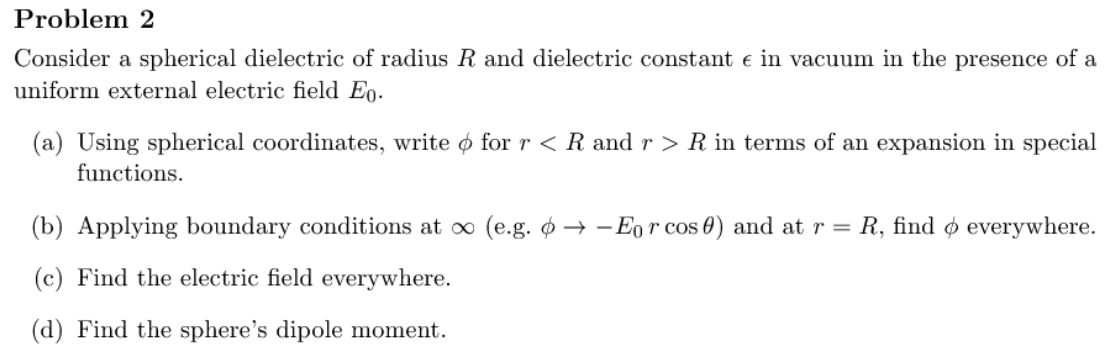 Problem 2
Consider a spherical dielectric of radius R and dielectric constant ϵ in vacuum in the presence of a
uniform external electric field E₀.
(a) Using spherical coordinates, write ϕ for r < R and r > R in terms of an expansion in special
functions.
(b) Applying boundary conditions at ∞ (e.g. ϕ → −E₀ r cos θ) and at r = R, find ϕ everywhere.
(c) Find the electric field everywhere.
(d) Find the sphere's dipole moment.